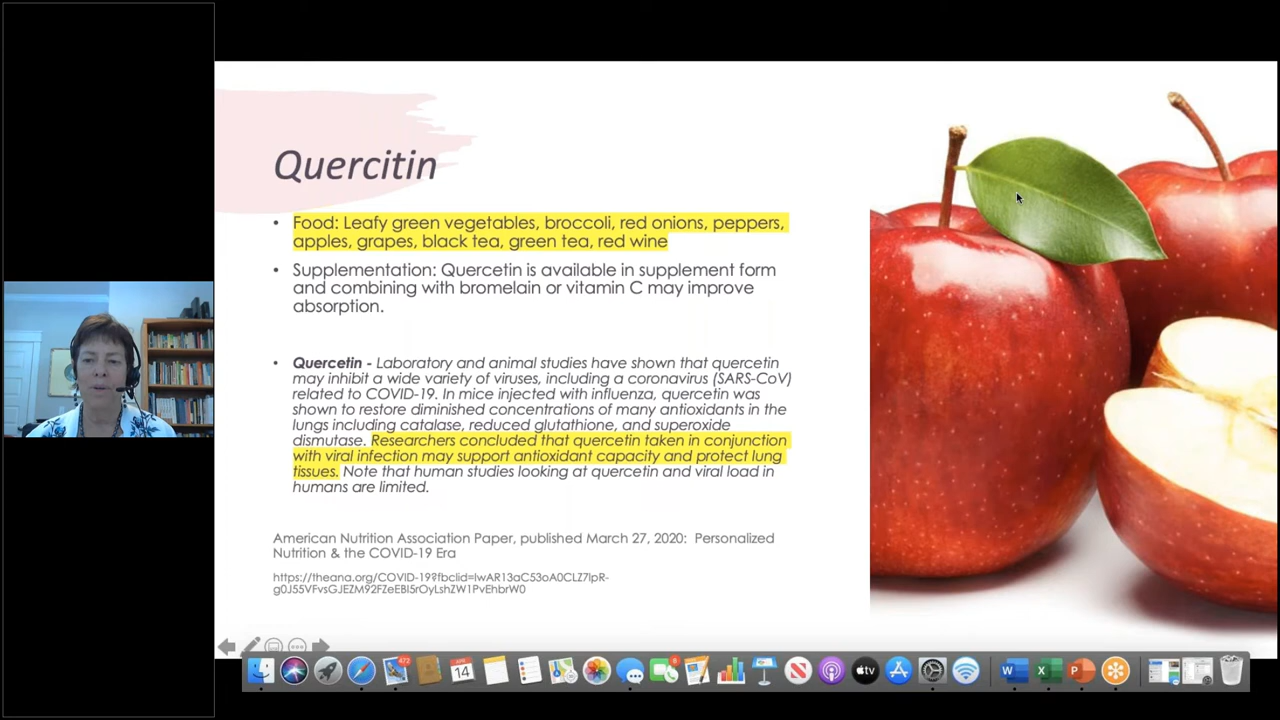 Quercitin
• Food: Leafy green vegetables, broccoli, red onions, peppers,
apples, grapes, black tea, green tea, red wine
• Supplementation: Quercetin is available in supplement form
and combining with bromelain or vitamin C may improve
absorption.
• Quercetin - Laboratory and animal studies have shown that quercetin
may inhibit a wide variety of viruses, including a coronavirus (SARS-CoV)
related to COVID-19. In mice injected with influenza, quercetin was
shown to restore diminished concentrations of many antioxidants in the
lungs including catalase, reduced glutathione, and superoxide
dismutase. Researchers concluded that quercetin taken in conjunction
with viral infection may support antioxidant capacity and protect lung
tissues. Note that human studies looking at quercetin and viral load in
humans are limited.
American Nutrition Association Paper, published March 27, 2020: Personalized
Nutrition & the COVID-19 Era
https://theana.org/COVID-19?fbclid=IwAR13aC53oA0CLZ7lpR-
g0J55VFvsGJEZM92FZeEBI5rOyLshZW1PvEhbrW0
472
APR
14
8
tv
W
X
P